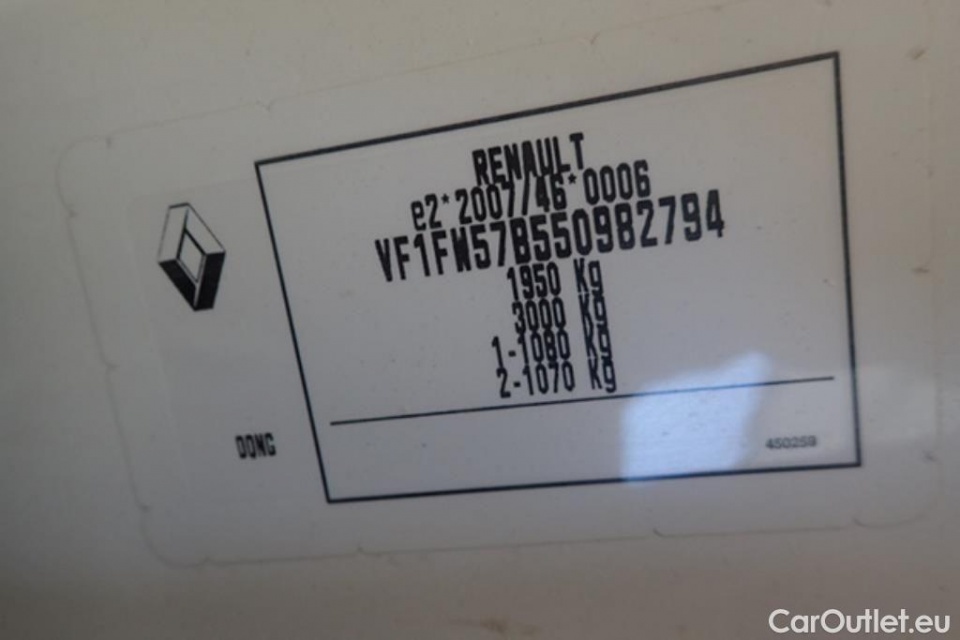 RENAULT
e2*2007/46*0006
VF1FW57B550982794
1950 Kg
3000 Kg
1-1080 Kg
2-1070 Kg
DQNG
450259
CarOutlet.eu